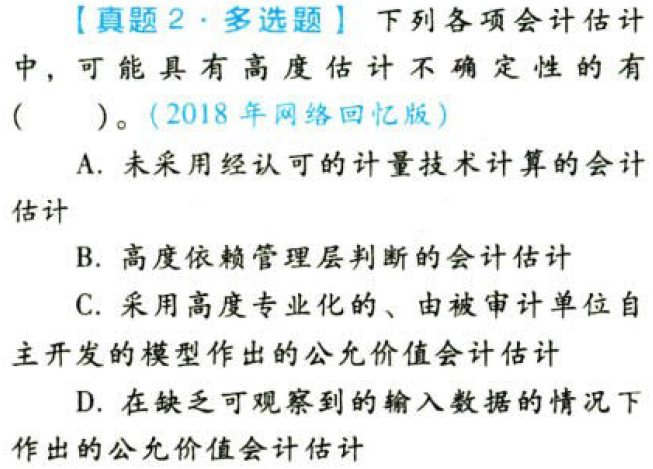 【真题2·多选题】 下列各项会计估计
中，可能具有高度估计不确定性的有
(    )。(2018年网络回忆版)
A. 未采用经认可的计量技术计算的会计
估计
B. 高度依赖管理层判断的会计估计
C. 采用高度专业化的、由被审计单位自
主开发的模型作出的公允价值会计估计
D. 在缺乏可观察到的输入数据的情况下
作出的公允价值会计估计